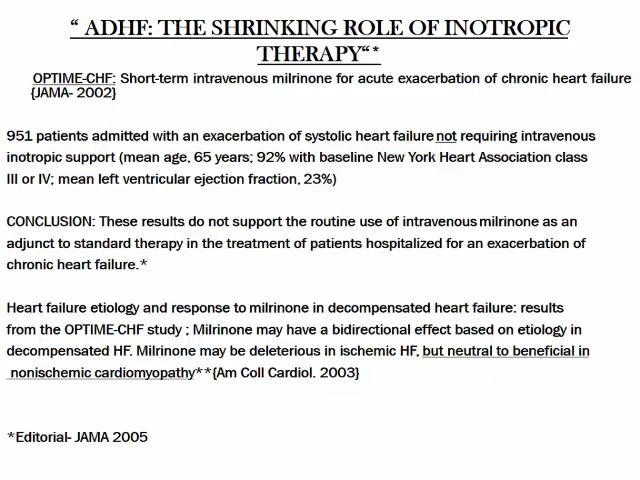 “ ADHF: THE SHRINKING ROLE OF INOTROPIC
THERAPY“*
OPTIME-CHF: Short-term intravenous milrinone for acute exacerbation of chronic heart failure
{JAMA- 2002}
951 patients admitted with an exacerbation of systolic heart failure not requiring intravenous
inotropic support (mean age, 65 years; 92% with baseline New York Heart Association class
III or IV; mean left ventricular ejection fraction, 23%)
CONCLUSION: These results do not support the routine use of intravenous milrinone as an
adjunct to standard therapy in the treatment of patients hospitalized for an exacerbation of
chronic heart failure.*
Heart failure etiology and response to milrinone in decompensated heart failure: results
from the OPTIME-CHF study ; Milrinone may have a bidirectional effect based on etiology in
decompensated HF. Milrinone may be deleterious in ischemic HF, but neutral to beneficial in
nonischemic cardiomyopathy**{Am Coll Cardiol. 2003}
*Editorial- JAMA 2005